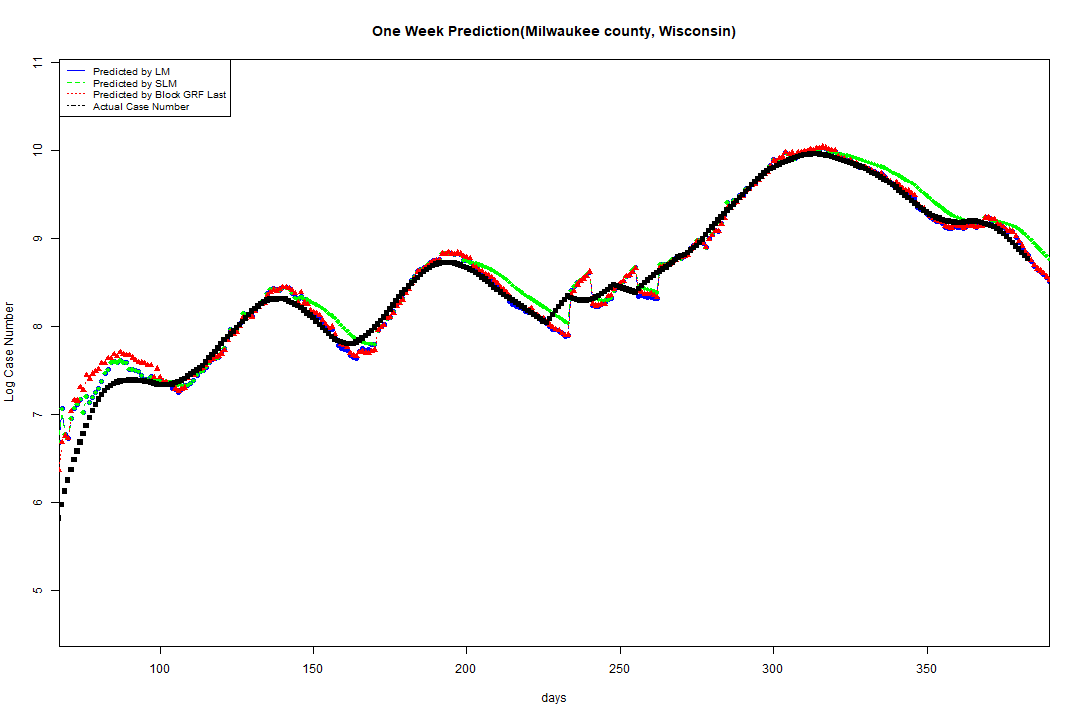 One Week Prediction(Milwaukee county, Wisconsin)
Predicted by LM
Predicted by SLM
Predicted by Block GRF Last
Actual Case Number
11
10
9
8
7
6
5
Log Case Number
100 150 200 250 300 350
days